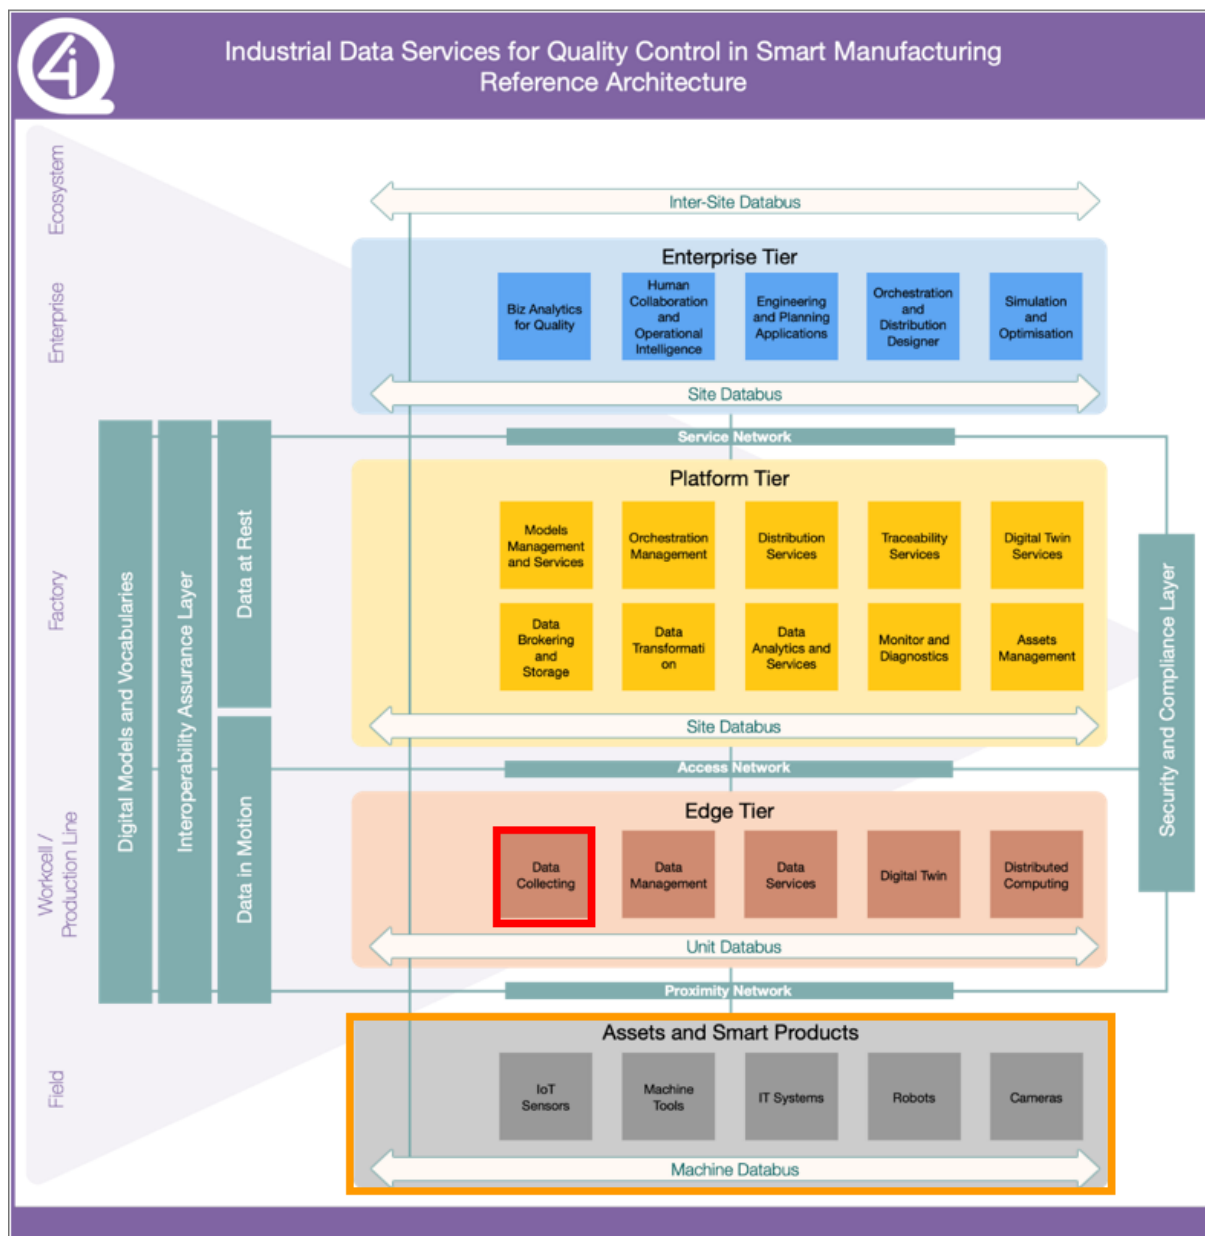 4i
Industrial Data Services for Quality Control in Smart Manufacturing
Reference Architecture
Ecosystem
Inter-Site Databus
Enterprise
Enterprise Tier
Biz Analytics
for Quality
Human
Collaboration
and
Operational
Intelligence
Engineering
and Planning
Applications
Orchestration
and
Distribution
Designer
Simulation
and
Optimisation
Site Databus
Service Network
Digital Models and Vocabularies
Interoperability Assurance Layer
Data at Rest
Data in Motion
Security and Compliance Layer
Factory
Platform Tier
Models
Management
and Services
Orchestration
Management
Distribution
Services
Traceability
Services
Digital Twin
Services
Data
Brokering
and
Storage
Data
Transformati
on
Data
Analytics and
Services
Monitor and
Diagnostics
Assets
Management
Site Databus
Access Network
Workcell /
Production Line
Edge Tier
Data
Collecting
Data
Management
Data
Services
Digital Twin
Distributed
Computing
Unit Databus
Proximity Network
Field
Assets and Smart Products
IoT
Sensors
Machine
Tools
IT Systems
Robots
Cameras
Machine Databus